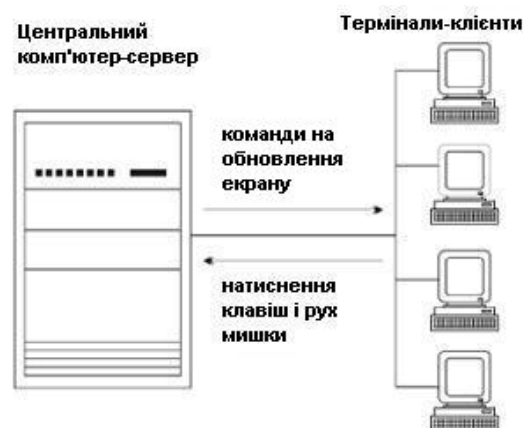 Центральний
комп'ютер-сервер
Термінали-клієнти
команди на
обновлення
екрану
натиснення
клавіш і рух
мишки